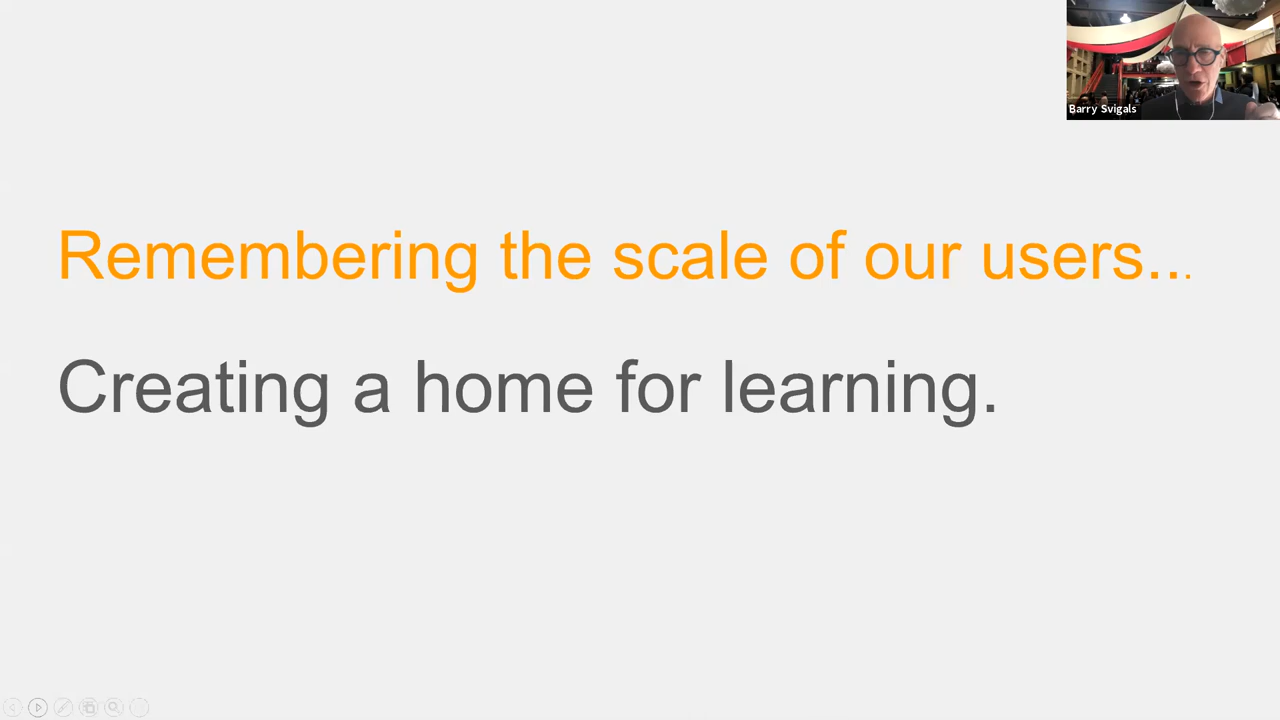 Barry Svigals
Remembering the scale of our users....
Creating a home for learning.